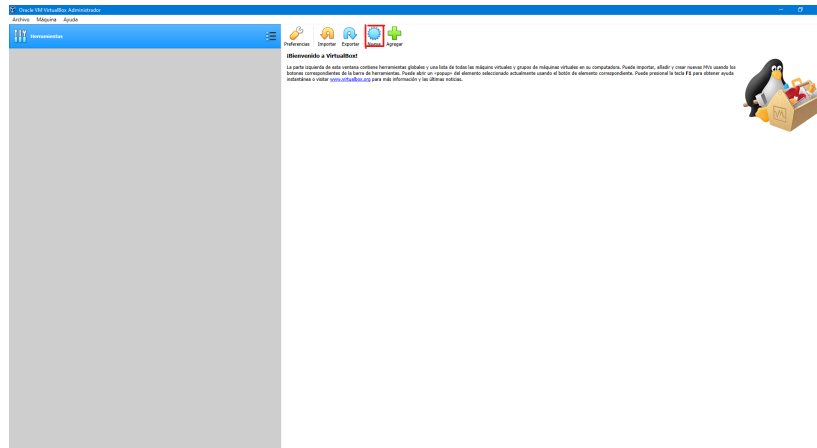 Oracle VM VirtualBox Administrador
Archivo Máquina Ayuda
Herramientas
Preferencias Importar Exportar Nueva Agregar
¡Bienvenido a VirtualBox!
La parte izquierda de esta ventana contiene herramientas globales y una lista de todas las máquinas virtuales y grupos de máquinas virtuales en su computadora. Puede importar, añadir y crear nuevas MVs usando los
botones correspondientes de la barra de herramientas. Puede abrir un «popup» del elemento seleccionado actualmente usando el botón de elemento correspondiente. Puede presional la tecla F1 para obtener ayuda
instantánea o visitar www.virtualbox.org para más información y las últimas noticias.
VM